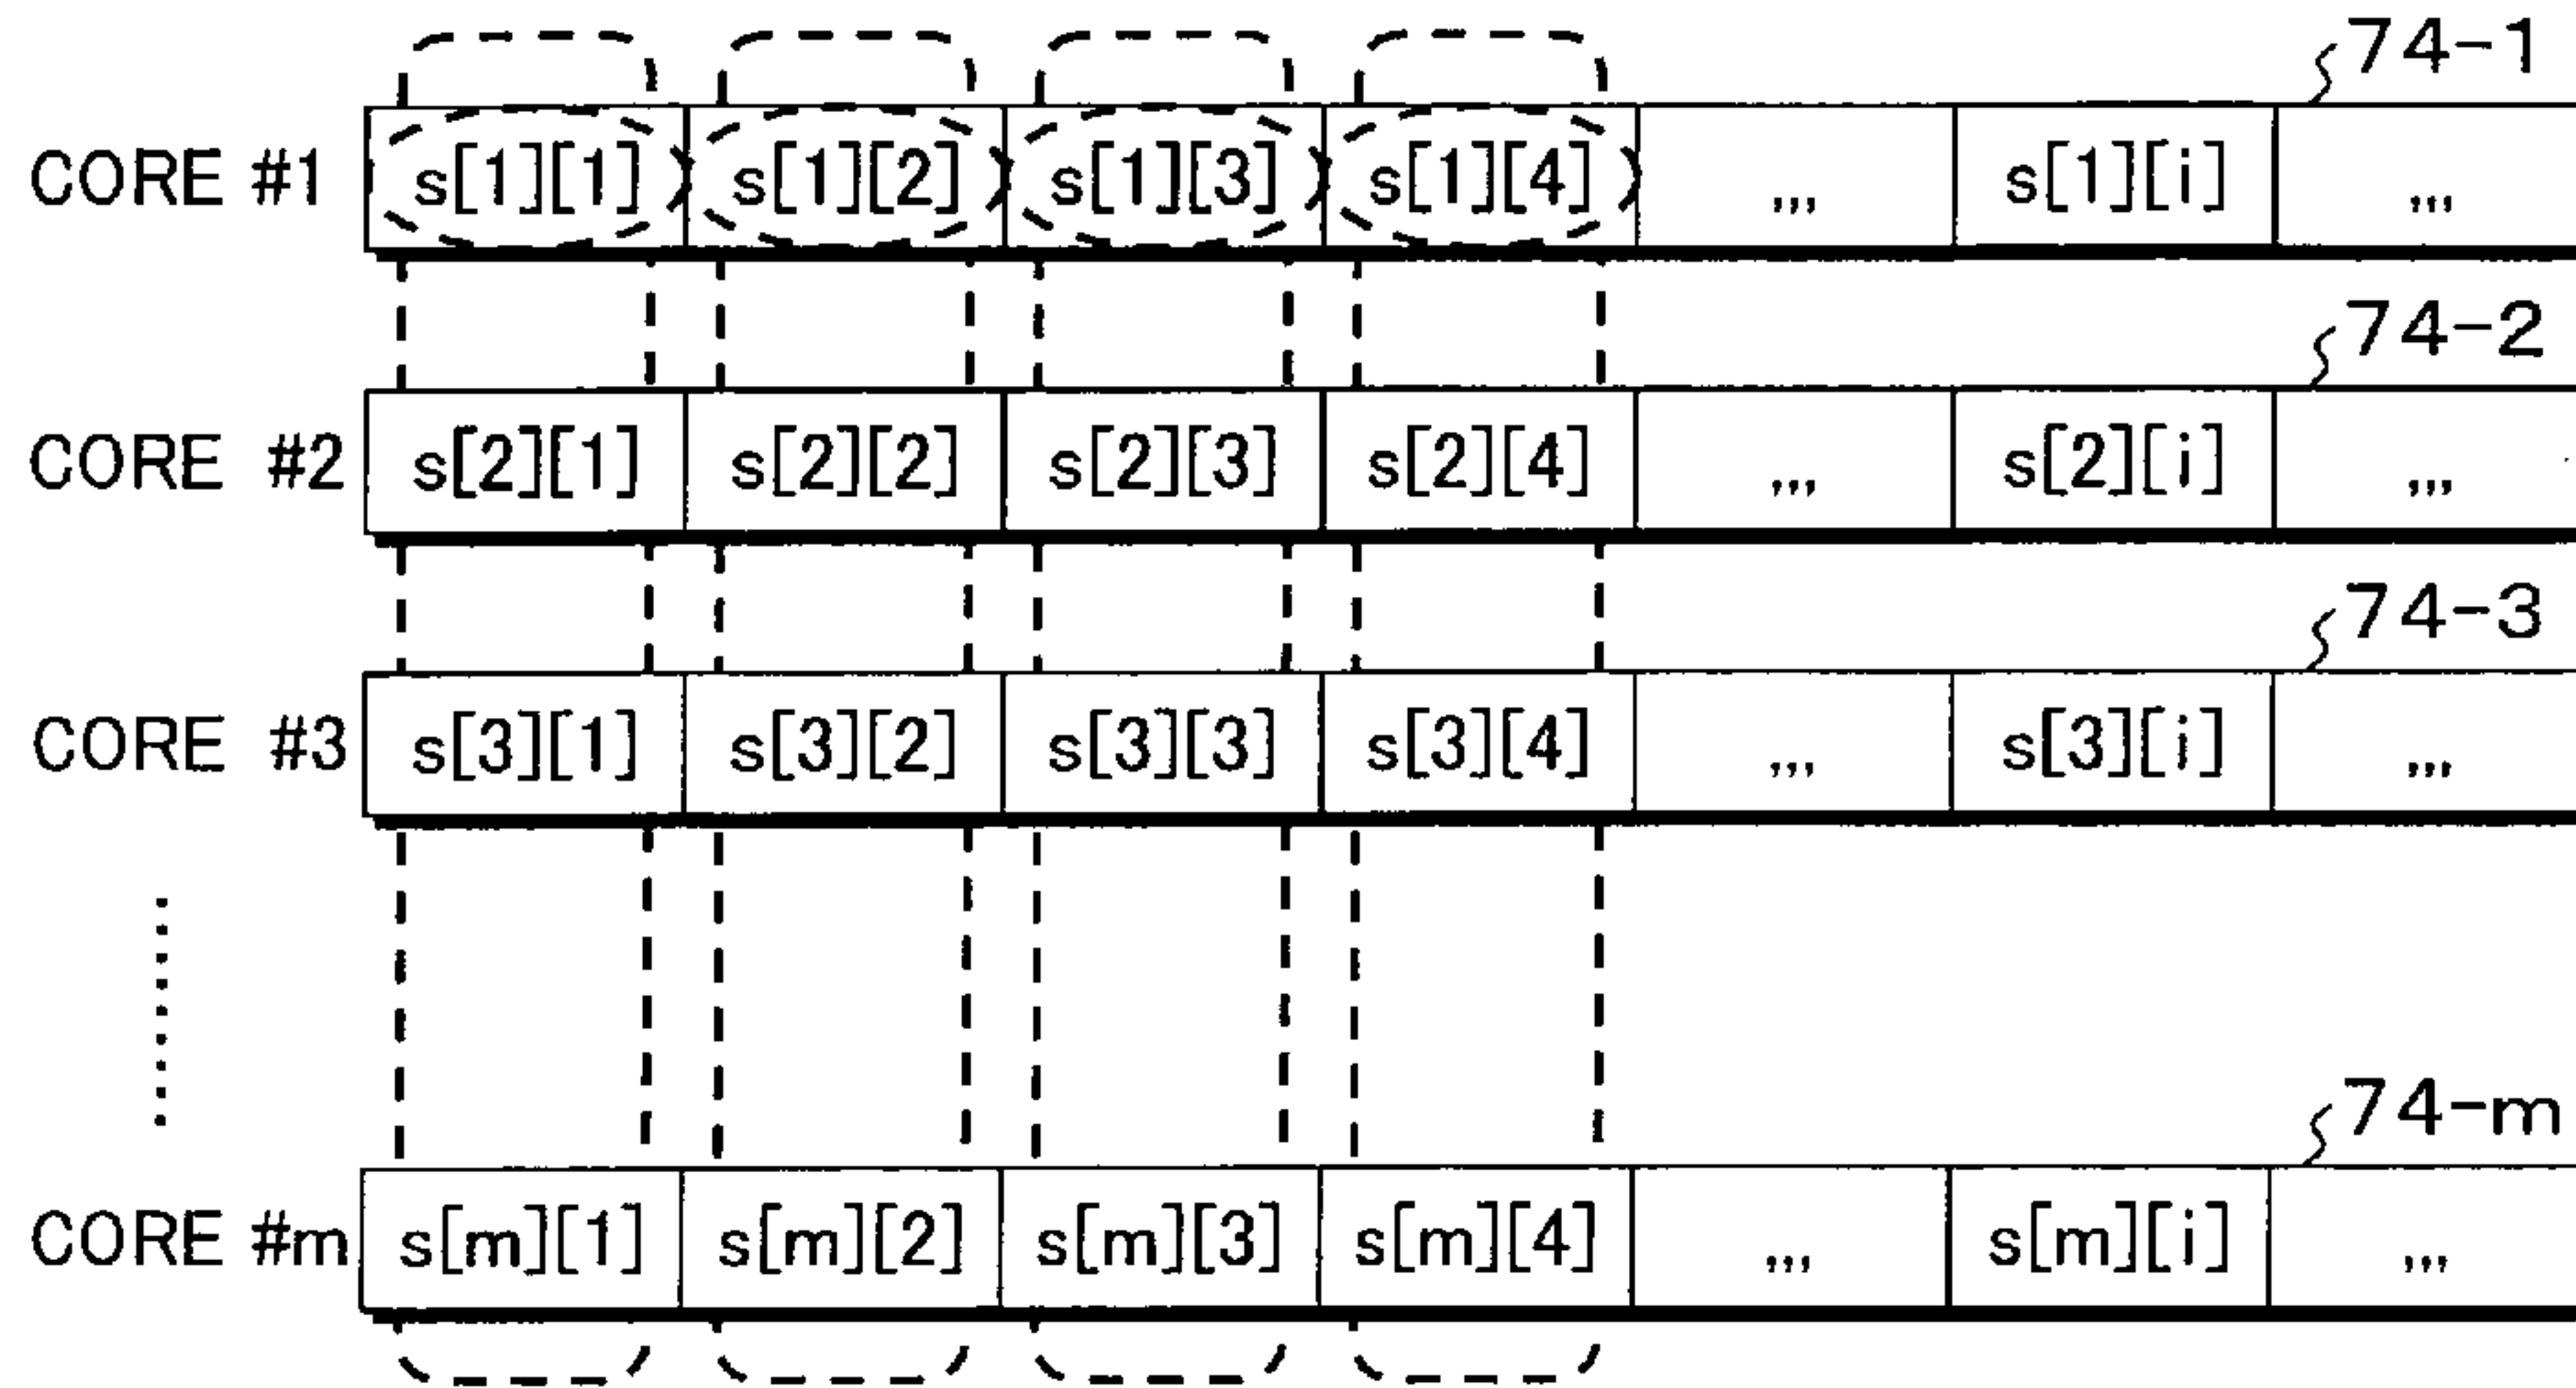 74-1
CORE #1 s[1][1] s[1][2] s[1][3] s[1][4] ,,, s[1][i] ,,,
74-2
CORE #2 s[2][1] s[2][2] s[2][3] s[2][4] ,,, s[2][i] ,,,
74-3
CORE #3 s[3][1] s[3][2] s[3][3] s[3][4] ,,, s[3][i] ,,,
74-m
CORE #m s[m][1] s[m][2] s[m][3] s[m][4] ,,, s[m][i] ,,,